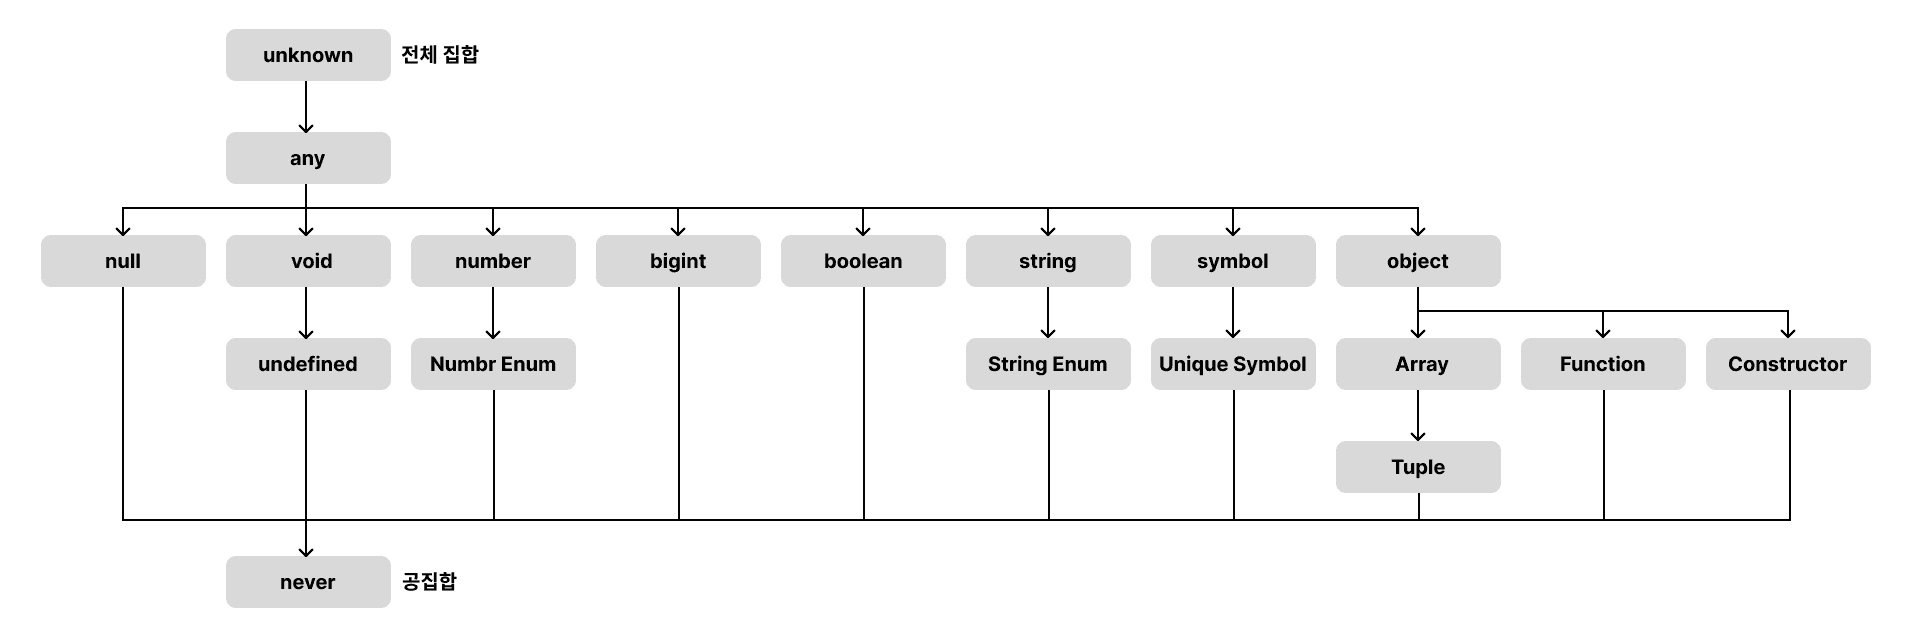 unknown
전체 집합
any
null
void
number
bigint
boolean
string
symbol
object
undefined
Numbr Enum
String Enum
Unique Symbol
Array
Function
Constructor
Tuple
never
공집합